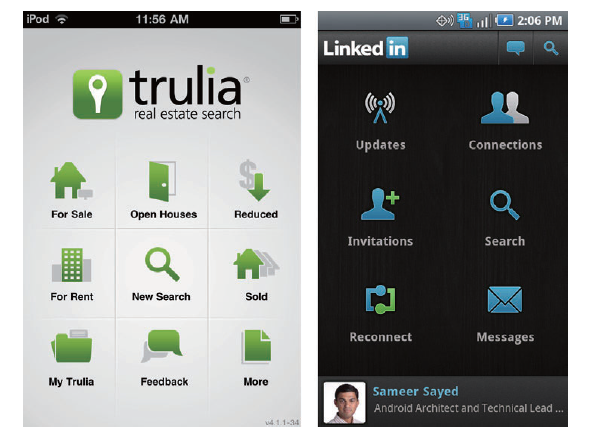 iPod 11:56 AM
trulia®
real estate search
For Sale Open Houses Reduced
For Rent New Search Sold
My Trulia Feedback More
v4.1.1-34
3G 2:06 PM
Linked in
Updates Connections
Invitations Search
Reconnect Messages
Sameer Sayed
Android Architect and Technical Lead ...